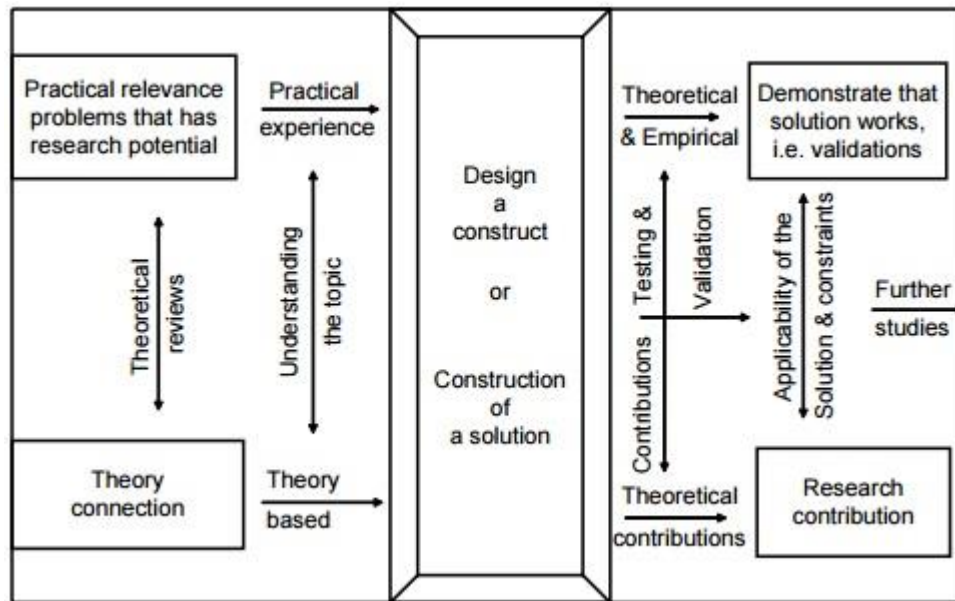 Practical relevance
problems that has
research potential
Practical
experience
Theoretical
reviews
Understanding
the topic
Theory
connection
Theory
based
Design
a
construct
or
Construction
of
a solution
Theoretical
& Empirical
Demonstrate that
solution works,
i.e. validations
Testing &
Validation
Contributions
Applicability of the
Solution & constraints
Further
studies
Theoretical
contributions
Research
contribution